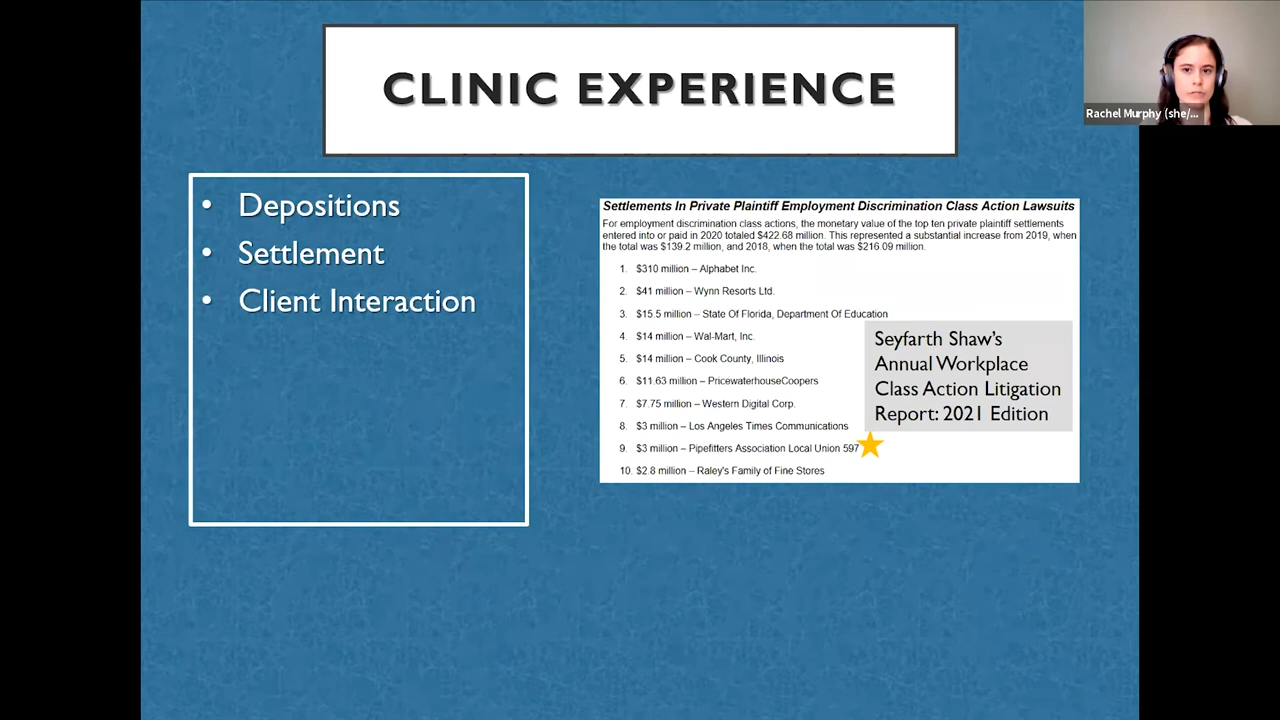 CLINIC EXPERIENCE
Rachel Murphy (she/...
• Depositions
• Settlement
• Client Interaction
Settlements In Private Plaintiff Employment Discrimination Class Action Lawsuits
For employment discrimination class actions, the monetary value of the top ten private plaintiff settlements
entered into or paid in 2020 totaled $422.68 million. This represented a substantial increase from 2019, when
the total was $139.2 million, and 2018, when the total was $216.09 million.
1. $310 million – Alphabet Inc.
2. $41 million – Wynn Resorts Ltd.
3. $15.5 million – State Of Florida, Department Of Education
4. $14 million – Wal-Mart, Inc.
5. $14 million – Cook County, Illinois
6. $11.63 million – PricewaterhouseCoopers
7. $7.75 million – Western Digital Corp.
8. $3 million – Los Angeles Times Communications
9. $3 million – Pipefitters Association Local Union 597
10. $2.8 million – Raley's Family of Fine Stores
Seyfarth Shaw's
Annual Workplace
Class Action Litigation
Report: 2021 Edition